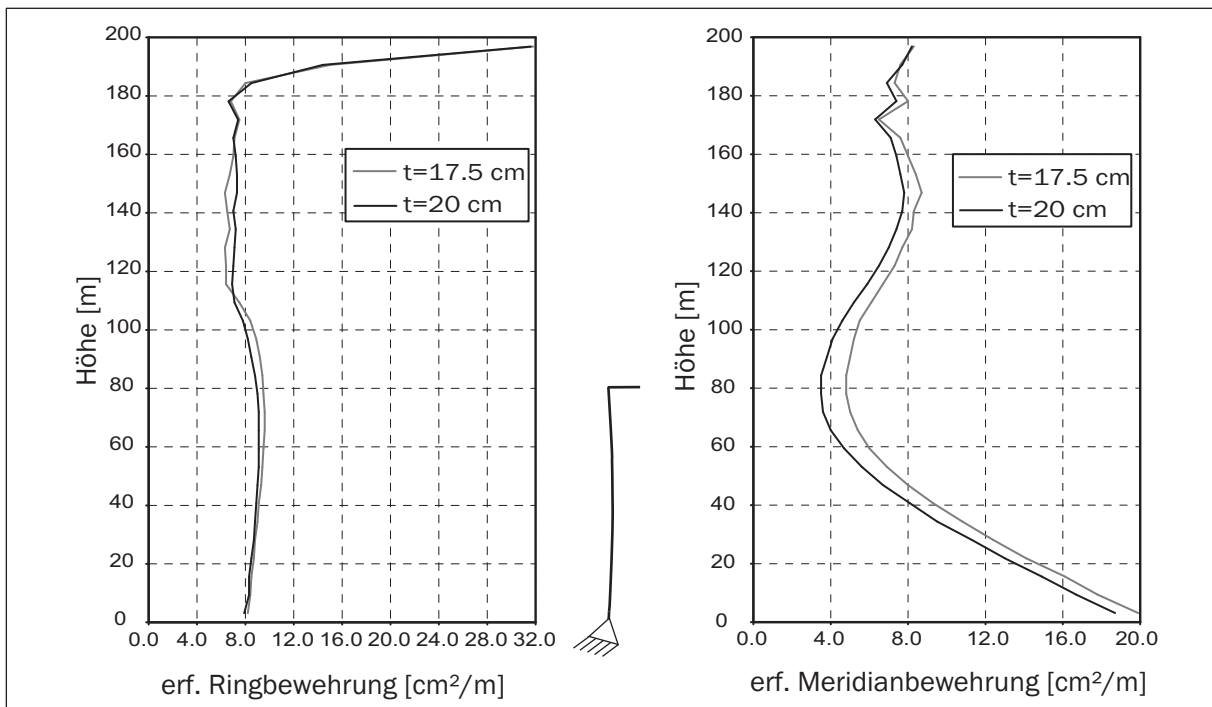 200
180
160
140
120
100
80
60
40
20
0
Höhe [m]
t=17.5 cm
t=20 cm
0.0 4.0 8.0 12.0 16.0 20.0 24.0 28.0 32.0
erf. Ringbewehrung [cm²/m]
200
180
160
140
120
100
80
60
40
20
0
Höhe [m]
t=17.5 cm
t=20 cm
0.0 4.0 8.0 12.0 16.0 20.0
erf. Meridianbewehrung [cm²/m]